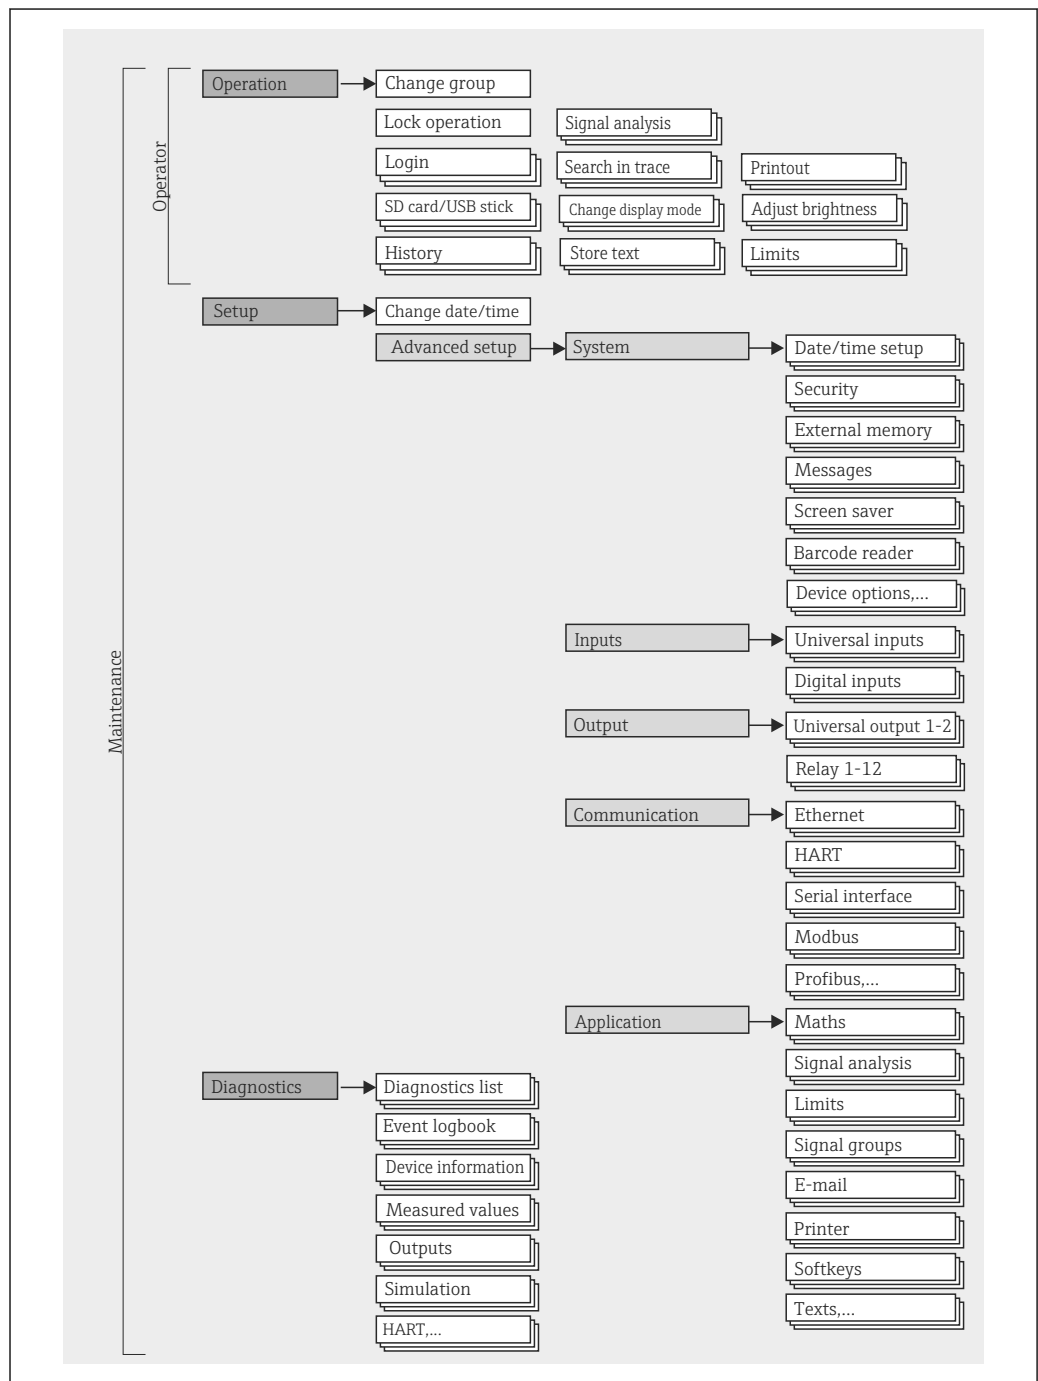 Maintenance
Operator
Operation
Change group
Lock operation
Login
SD card/USB stick
History
Signal analysis
Search in trace
Change display mode
Store text
Printout
Adjust brightness
Limits
Setup
Change date/time
Advanced setup
System
Date/time setup
Security
External memory
Messages
Screen saver
Barcode reader
Device options,...
Inputs
Universal inputs
Digital inputs
Output
Universal output 1-2
Relay 1-12
Communication
Ethernet
HART
Serial interface
Modbus
Profibus,...
Application
Maths
Signal analysis
Limits
Signal groups
E-mail
Printer
Softkeys
Texts,...
Diagnostics
Diagnostics list
Event logbook
Device information
Measured values
Outputs
Simulation
HART,...